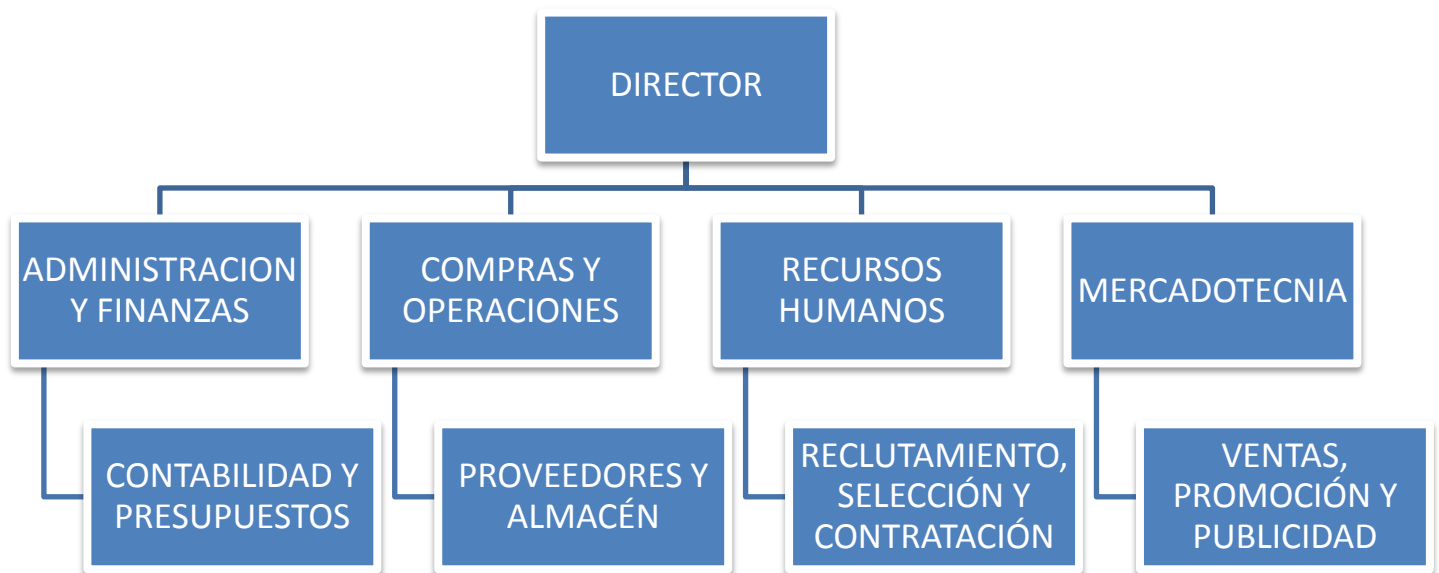 DIRECTOR
ADMINISTRACION
Y FINANZAS
COMPRAS Y
OPERACIONES
RECURSOS
HUMANOS
MERCADOTECNIA
CONTABILIDAD Y
PRESUPUESTOS
PROVEEDORES Y
ALMACÉN
RECLUTAMIENTO,
SELECCIÓN Y
CONTRATACIÓN
VENTAS,
PROMOCIÓN Y
PUBLICIDAD